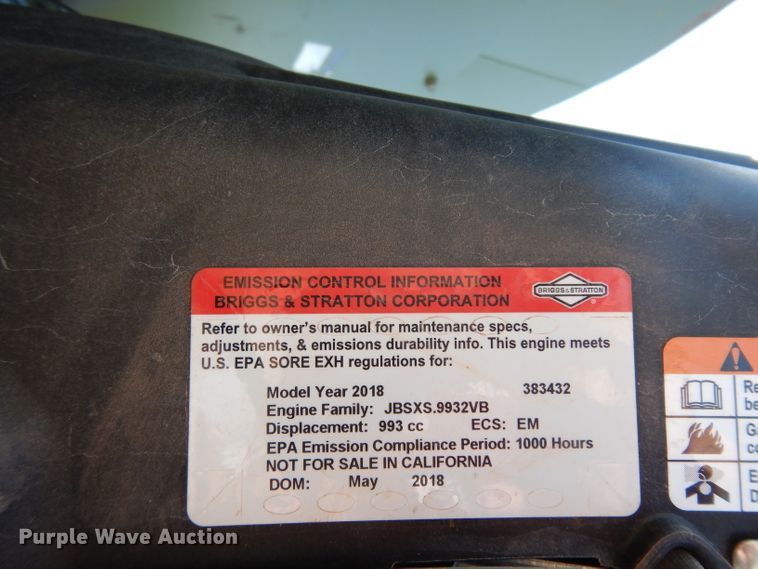 EMISSION CONTROL INFORMATION
BRIGGS & STRATTON CORPORATION
BRIGGS & STRATTON
®
Refer to owner's manual for maintenance specs,
adjustments, & emissions durability info. This engine meets
U.S. EPA SORE EXH regulations for:
Model Year 2018 383432
Engine Family: JBSXS.9932VB
Displacement: 993 cc ECS: EM
EPA Emission Compliance Period: 1000 Hours
NOT FOR SALE IN CALIFORNIA
DOM: May 2018
Purple Wave Auction